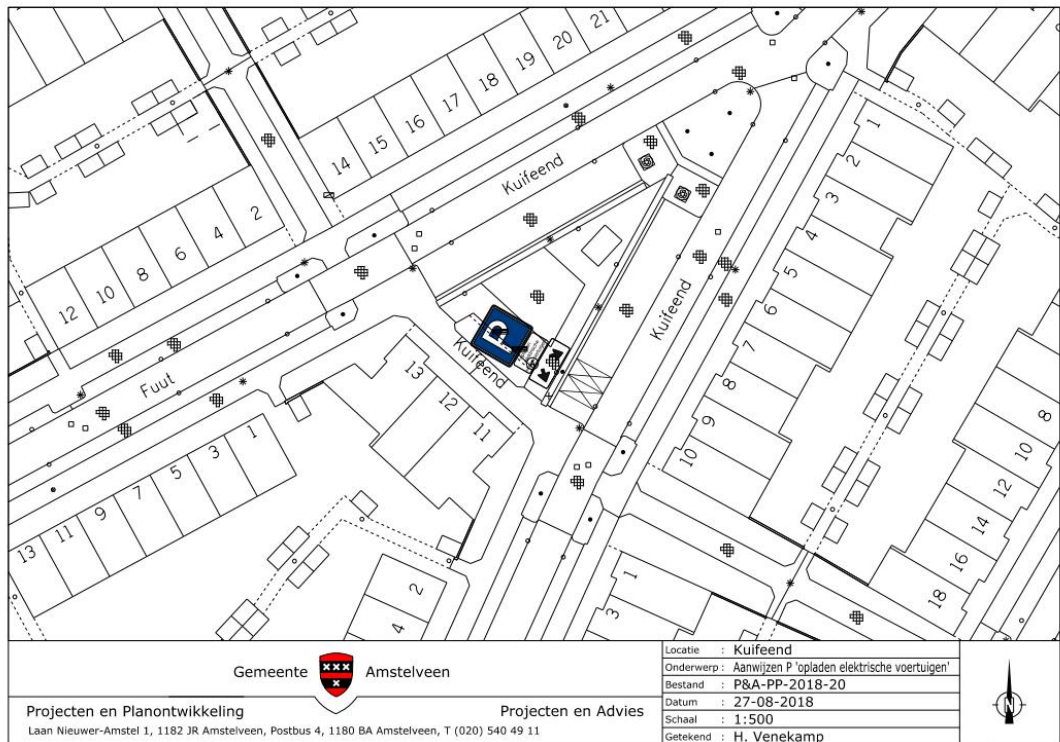 21
20
19
18
17
16
15
14
Kuifeend
2
4
6
8
10
12
1
2
3
4
5
6
7
8
9
10
Kuifeend
P
Kuifeend
13
12
11
Fuut
1
3
5
7
9
11
13
2
4
1
3
8
10
12
14
16
18
Gemeente Amstelveen
Projecten en Planontwikkeling
Projecten en Advies
Laan Nieuwer-Amstel 1, 1182 JR Amstelveen, Postbus 4, 1180 BA Amstelveen, T (020) 540 49 11
Locatie : Kuifeend
Onderwerp : Aanwijzen P 'opladen elektrische voertuigen'
Bestand : P&A-PP-2018-20
Datum : 27-08-2018
Schaal : 1:500
Getekend : H. Venekamp
N